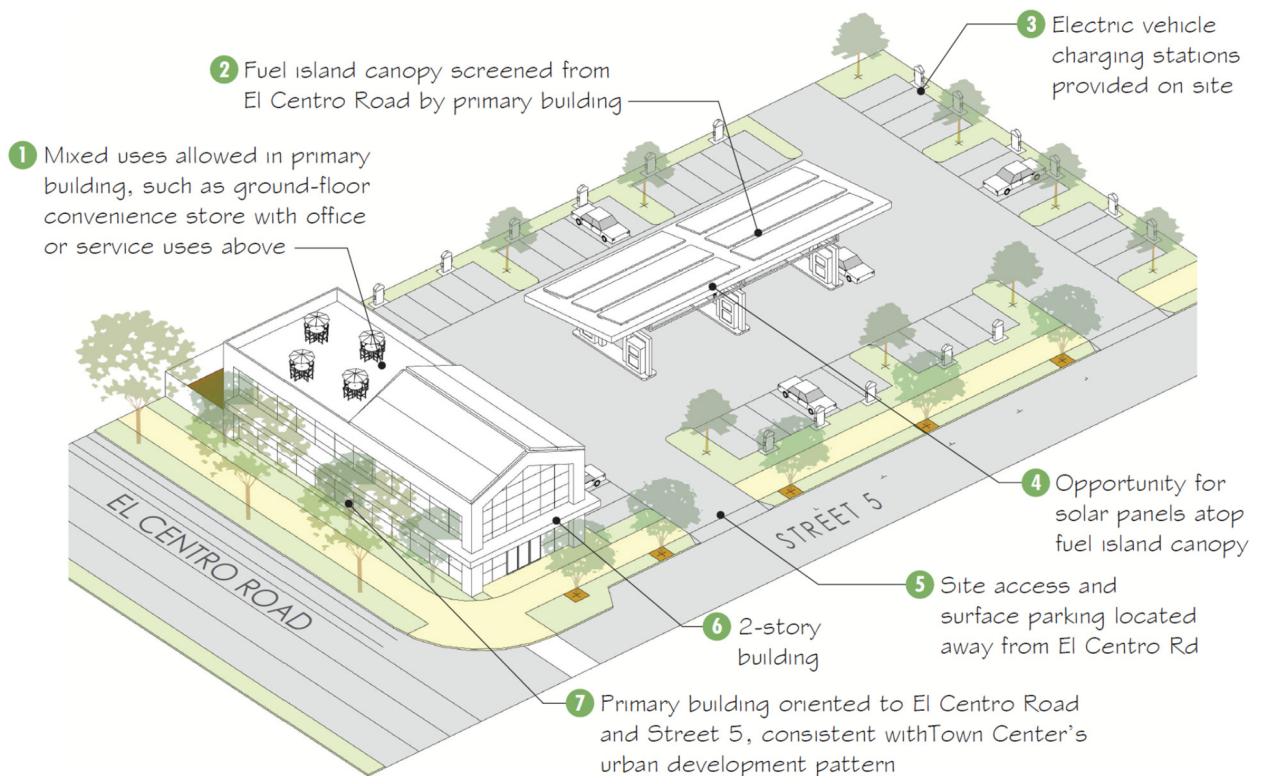 3 Electric vehicle
charging stations
provided on site
2 Fuel island canopy screened from
El Centro Road by primary building
1 Mixed uses allowed in primary
building, such as ground-floor
convenience store with office
or service uses above
EL CENTRO ROAD
STREET 5
4 Opportunity for
solar panels atop
fuel island canopy
5 Site access and
surface parking located
away from El Centro Rd
6 2-story
building
7 Primary building oriented to El Centro Road
and Street 5, consistent withTown Center's
urban development pattern